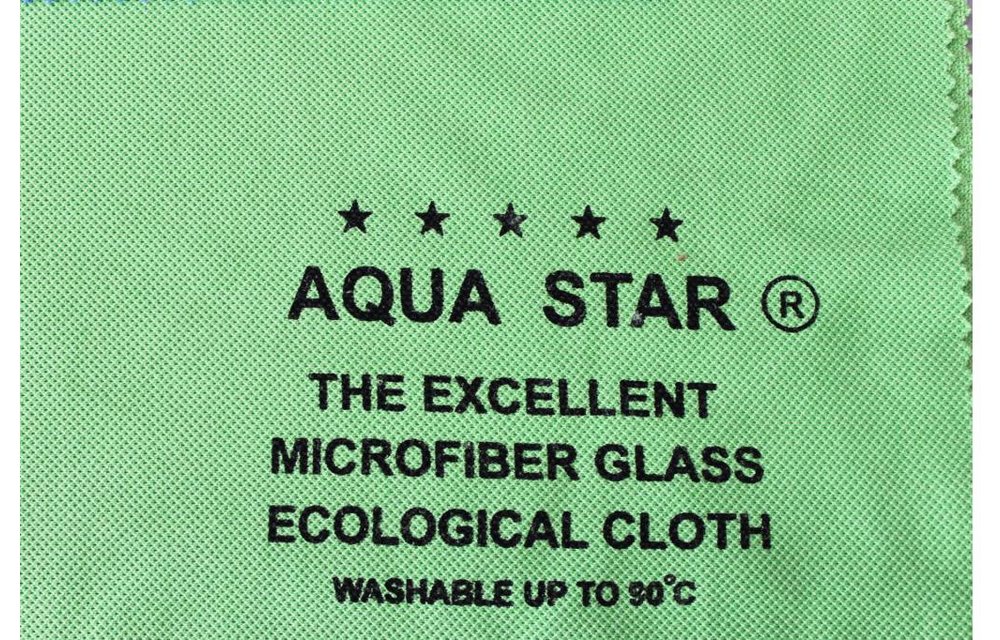 ★ ★ ★ ★ ★
AQUA STAR ®
THE EXCELLENT
MICROFIBER GLASS
ECOLOGICAL CLOTH
WASHABLE UP TO 90°C